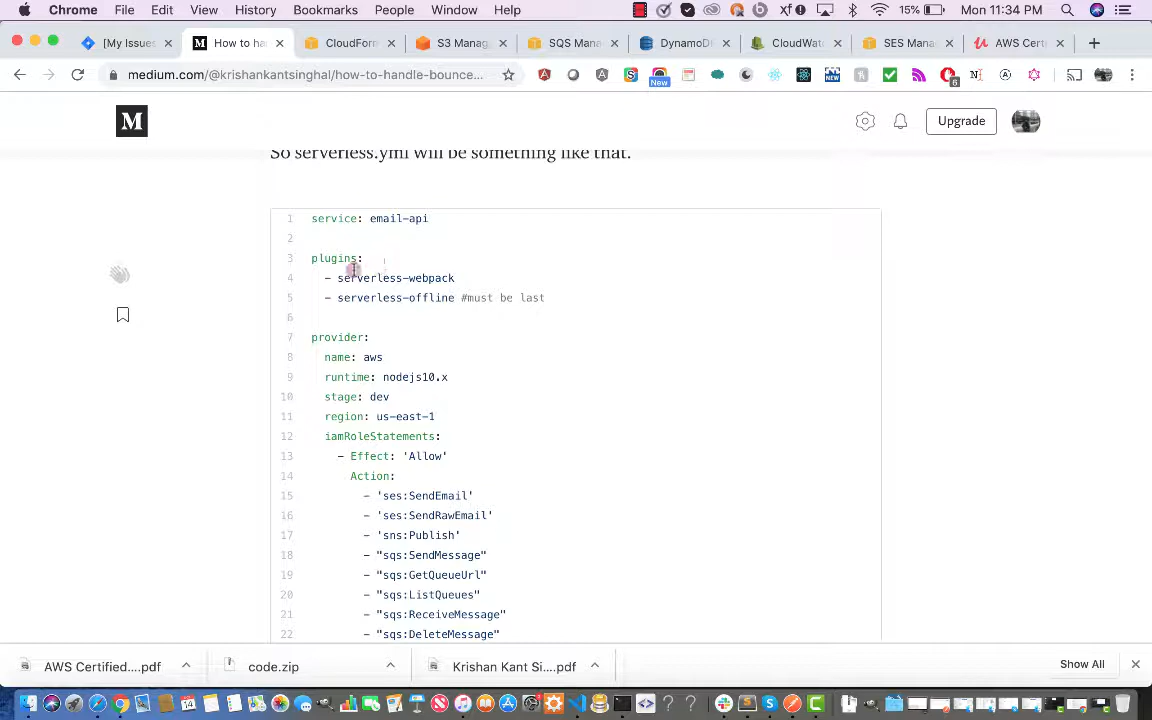 Chrome File Edit View History Bookmarks People Window Help 15% Mon 11:34 PM
[My Issues How to ha CloudForm S3 Manag SQS Mana DynamoD CloudWat SES Mana AWS Cert
medium.com/@krishankantsinghal/how-to-handle-bounce...
New NEW 6
M Upgrade
So serverless.yml will be something like that.
1 service: email-api
2
3 plugins:
4 - serverless-webpack
5 - serverless-offline #must be last
6
7 provider:
8 name: aws
9 runtime: nodejs10.x
10 stage: dev
11 region: us-east-1
12 iamRoleStatements:
13 - Effect: 'Allow'
14 Action:
15 - 'ses:SendEmail'
16 - 'ses:SendRawEmail'
17 - 'sns:Publish'
18 - "sqs:SendMessage"
19 - "sqs:GetQueueUrl"
20 - "sqs:ListQueues"
21 - "sqs:ReceiveMessage"
22 - "sqs:DeleteMessage"
AWS Certified....pdf code.zip Krishan Kant Si....pdf Show All